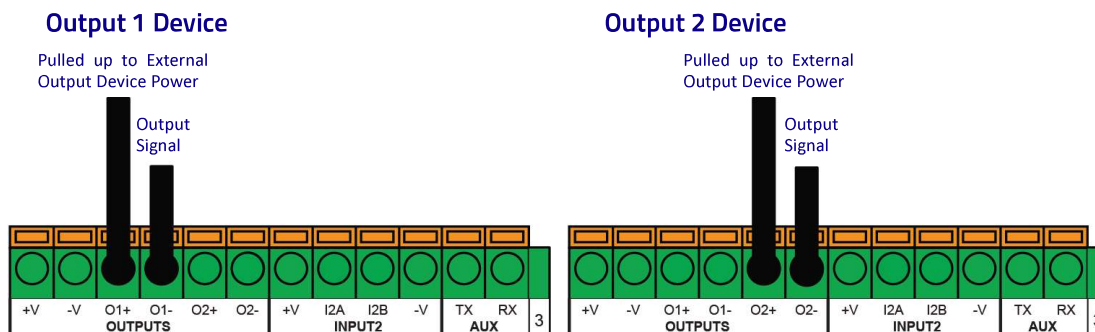 Output 1 Device
Pulled up to External
Output Device Power
Output
Signal
+V -V O1+ O1- O2+ O2- +V I2A I2B -V TX RX 3
OUTPUTS INPUT2 AUX
Output 2 Device
Pulled up to External
Output Device Power
Output
Signal
+V -V O1+ O1- O2+ O2- +V I2A I2B -V TX RX
OUTPUTS INPUT2 AUX